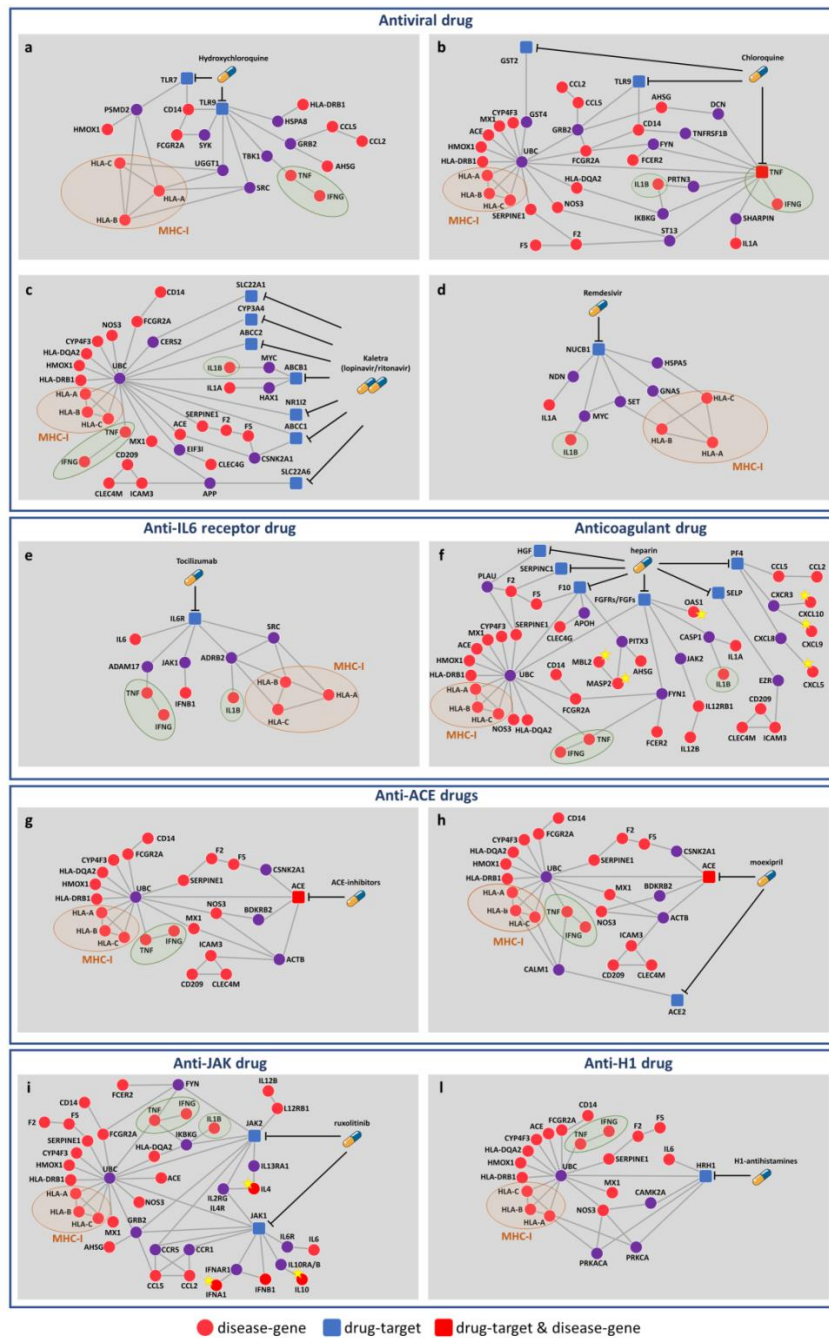 Antiviral drug
a
Hydroxychloroquine
TLR7
PSMD2
CD14
TLR9
HLA-DRB1
HMOX1
HSPA8
CCL5
FCGR2A
SYK
GRB2
CCL2
HLA-C
UGGT1
TBK1
AHSG
TNF
HLA-A
IFNG
HLA-B
SRC
MHC-I
b
Chloroquine
GST2
CCL2
TLR9
CYP4F3
CCL5
AHSG
DCN
MX1
GST4
ACE
GRB2
CD14
TNFRSF1B
HMOX1
UBC
FYN
HLA-DRB1
FCGR2A
FCER2
TNF
HLA-A
HLA-DQA2
IL1B
PRTN3
HLA-B
HLA-C
IFNG
MHC-I
SERPINE1
NOS3
IKBKG
SHARPIN
F5
F2
ST13
IL1A
c
SLC22A1
CD14
CYP3A4
NOS3
FCGR2A
ABCC2
CYP4F3
CERS2
Kaletra
(lopinavir/ritonavir)
HLA-DQA2
UBC
MYC
HMOX1
IL1B
ABCB1
HLA-DRB1
IL1A
HAX1
HLA-A
NR1I2
HLA-B
SERPINE1
HLA-C
ACE
F2
ABCC1
MHC-I
TNF
F5
MX1
EIF3I
IFNG
CD209
CLEC4G
CSNK2A1
SLC22A6
CLEC4M
ICAM3
APP
d
Remdesivir
NUCB1
HSPA5
NDN
GNAS
HLA-C
IL1A
MYC
SET
HLA-B
HLA-A
IL1B
MHC-I
Anti-IL6 receptor drug
Anticoagulant drug
e
Tocilizumab
IL6R
IL6
SRC
ADAM17
JAK1
ADRB2
MHC-I
HLA-B
HLA-A
TNF
IFNB1
IL1B
IFNG
HLA-C
f
heparin
HGF
PF4
SERPINC1
CCL5
CCL2
PLAU
F2
F10
SELP
CXCR3
F5
FGFRs/FGFs
OAS1
CXCL10
CYP4F3
SERPINE1
APOH
MX1
CLEC4G
PITX3
CASP1
CXCL8
CXCL9
ACE
JAK2
IL1A
HMOX1
UBC
CD14
MBL2
AHSG
HLA-DRB1
MASP2
IL1B
EZR
CXCL5
HLA-A
FYN1
CD209
HLA-B
FCGR2A
HLA-C
IL12RB1
MHC-I
NOS3
HLA-DQA2
TNF
FCER2
CLEC4M
ICAM3
IFNG
IL12B
Anti-ACE drugs
g
CD14
CYP4F3
FCGR2A
F2
F5
HLA-DQA2
CSNK2A1
HMOX1
UBC
SERPINE1
ACE
ACE-inhibitors
HLA-DRB1
NOS3
HLA-A
BDKRB2
HLA-B
IFNG
MX1
HLA-C
MHC-I
TNF
ICAM3
ACTB
CD209
CLEC4M
h
CD14
F2
CYP4F3
FCGR2A
F5
HLA-DQA2
CSNK2A1
HMOX1
UBC
SERPINE1
ACE
moexipril
HLA-DRB1
MX1
BDKRB2
HLA-A
TNF
HLA-b
NOS3
ACTB
HLA-C
IFNG
MHC-I
ICAM3
CALM1
CD209
CLEC4M
ACE2
Anti-JAK drug
Anti-H1 drug
i
FYN
IL12B
CD14
FCER2
IFNG
TNF
IL1B
L12RB1
F2
F5
FCGR2A
IKBKG
JAK2
ruxolitinib
SERPINE1
HLA-DQA2
CYP4F3
UBC
IL13RA1
HMOX1
ACE
HLA-DRB1
IL2RG
IL4
HLA-A
IL4R
HLA-B
NOS3
HLA-C
GRB2
JAK1
MHC-I
MX1
IL6R
IL6
AHSG
CCR5
CCR1
IFNAR1
IL10RA/B
CCL5
CCL2
IFNA1
IFNB1
IL10
l
CD14
FCGR2A
IFNG
ACE
F5
CYP4F3
TNF
F2
HLA-DQA2
IL6
HMOX1
UBC
SERPINE1
HRH1
H1-antihistamines
HLA-DRB1
HLA-C
MX1
CAMK2A
HLA-B
NOS3
HLA-A
MHC-I
PRKACA
PRKCA
disease-gene
drug-target
drug-target & disease-gene